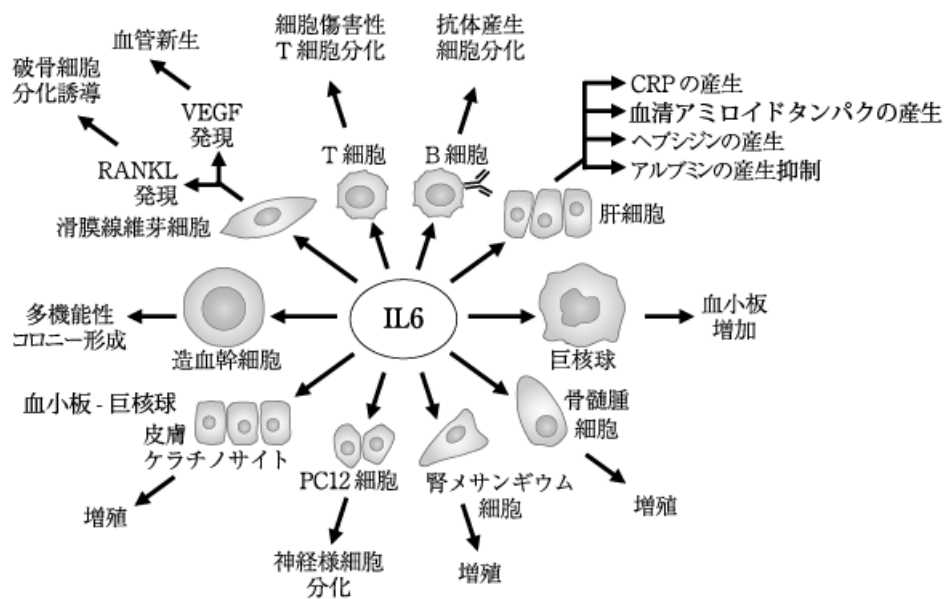 血管新生
破骨細胞
分化誘導
VEGF
発現
RANKL
発現
滑膜線維芽細胞
細胞傷害性
T 細胞分化
T 細胞
抗体産生
細胞分化
B 細胞
CRP の産生
血清アミロイドタンパクの産生
ヘプシジンの産生
アルブミンの産生抑制
肝細胞
IL6
多機能性
コロニー形成
造血幹細胞
巨核球
血小板
増加
血小板 - 巨核球
皮膚
ケラチノサイト
増殖
PC12 細胞
神経様細胞
分化
腎メサンギウム
細胞
増殖
骨髄腫
細胞
増殖